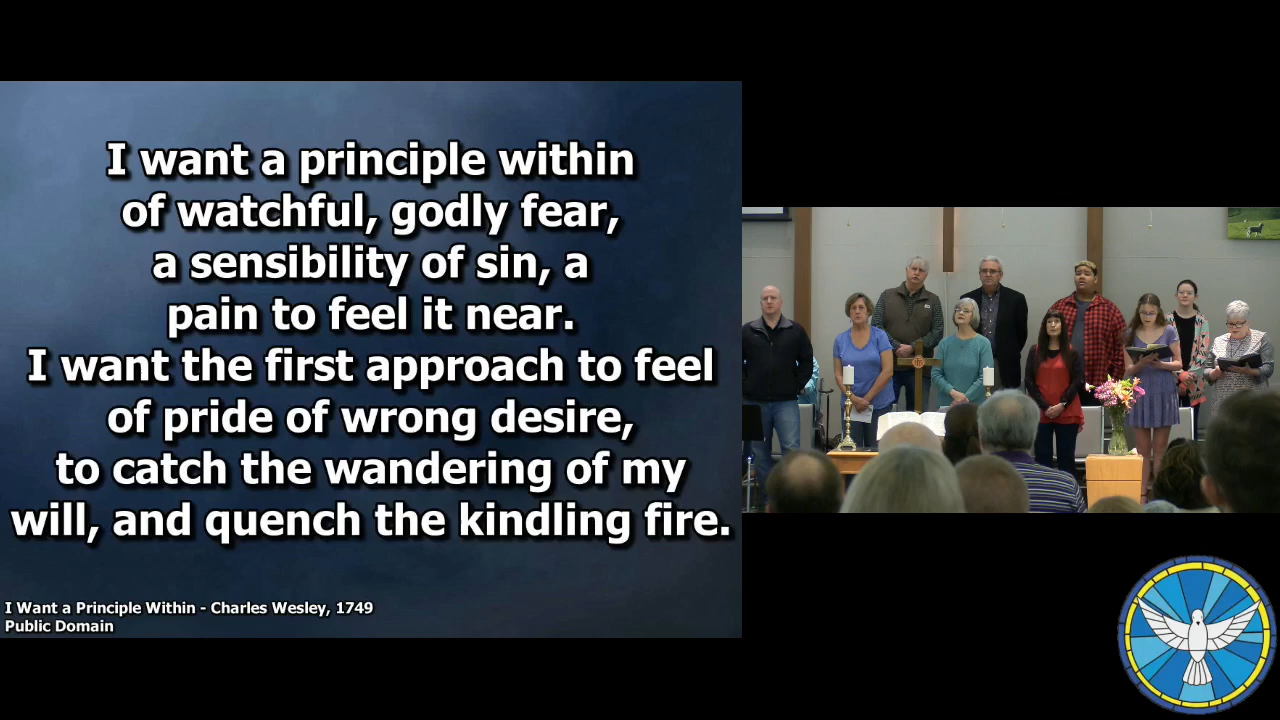 I want a principle within
of watchful, godly fear,
a sensibility of sin, a
pain to feel it near.
I want the first approach to feel
of pride of wrong desire,
to catch the wandering of my
will, and quench the kindling fire.
I Want a Principle Within - Charles Wesley, 1749
Public Domain